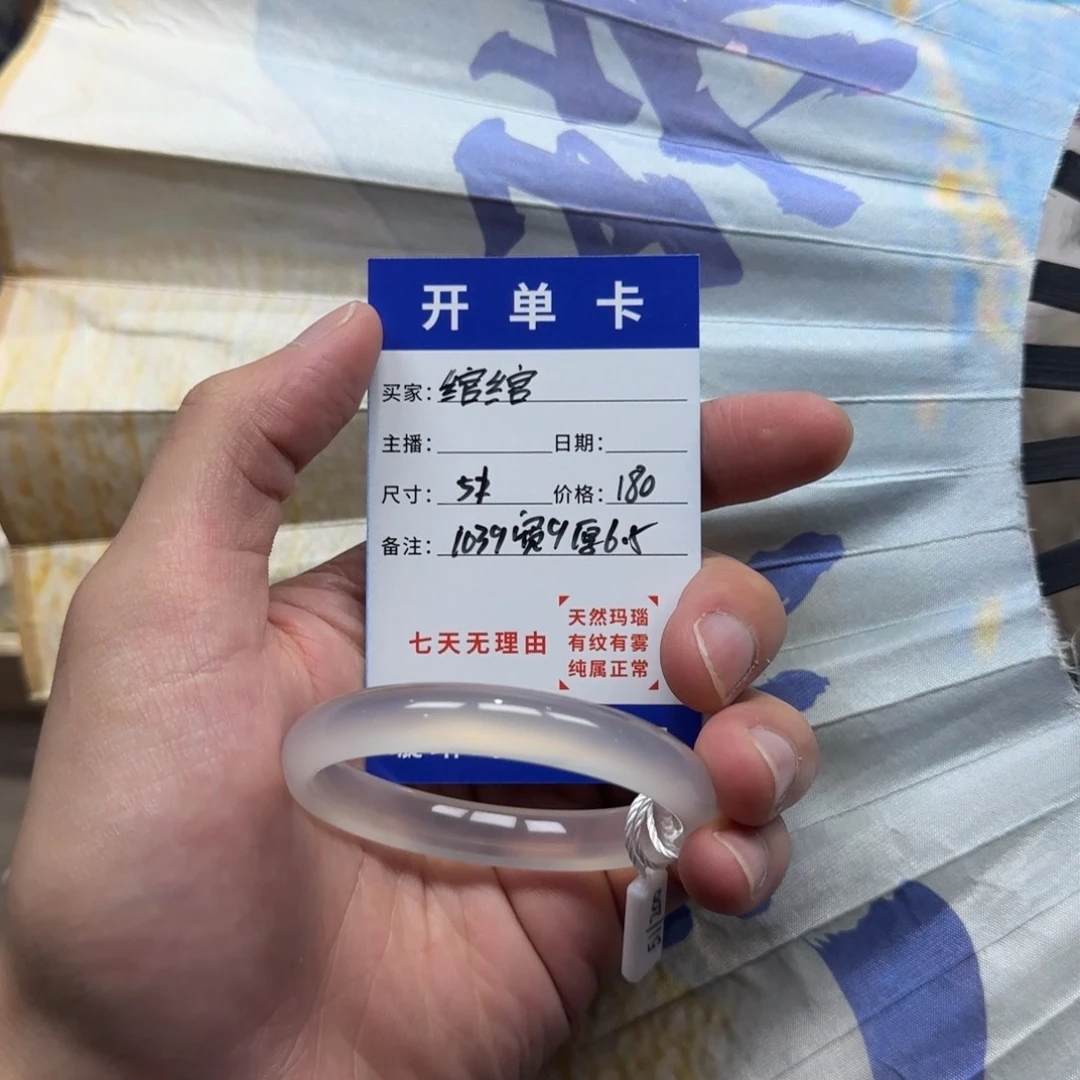 开单卡
买家：绾绾
主播： 日期：
尺寸： 价格：180
备注：1039宽9厚6.5
七天无理由
天然玛瑙
有纹有雾
纯属正常